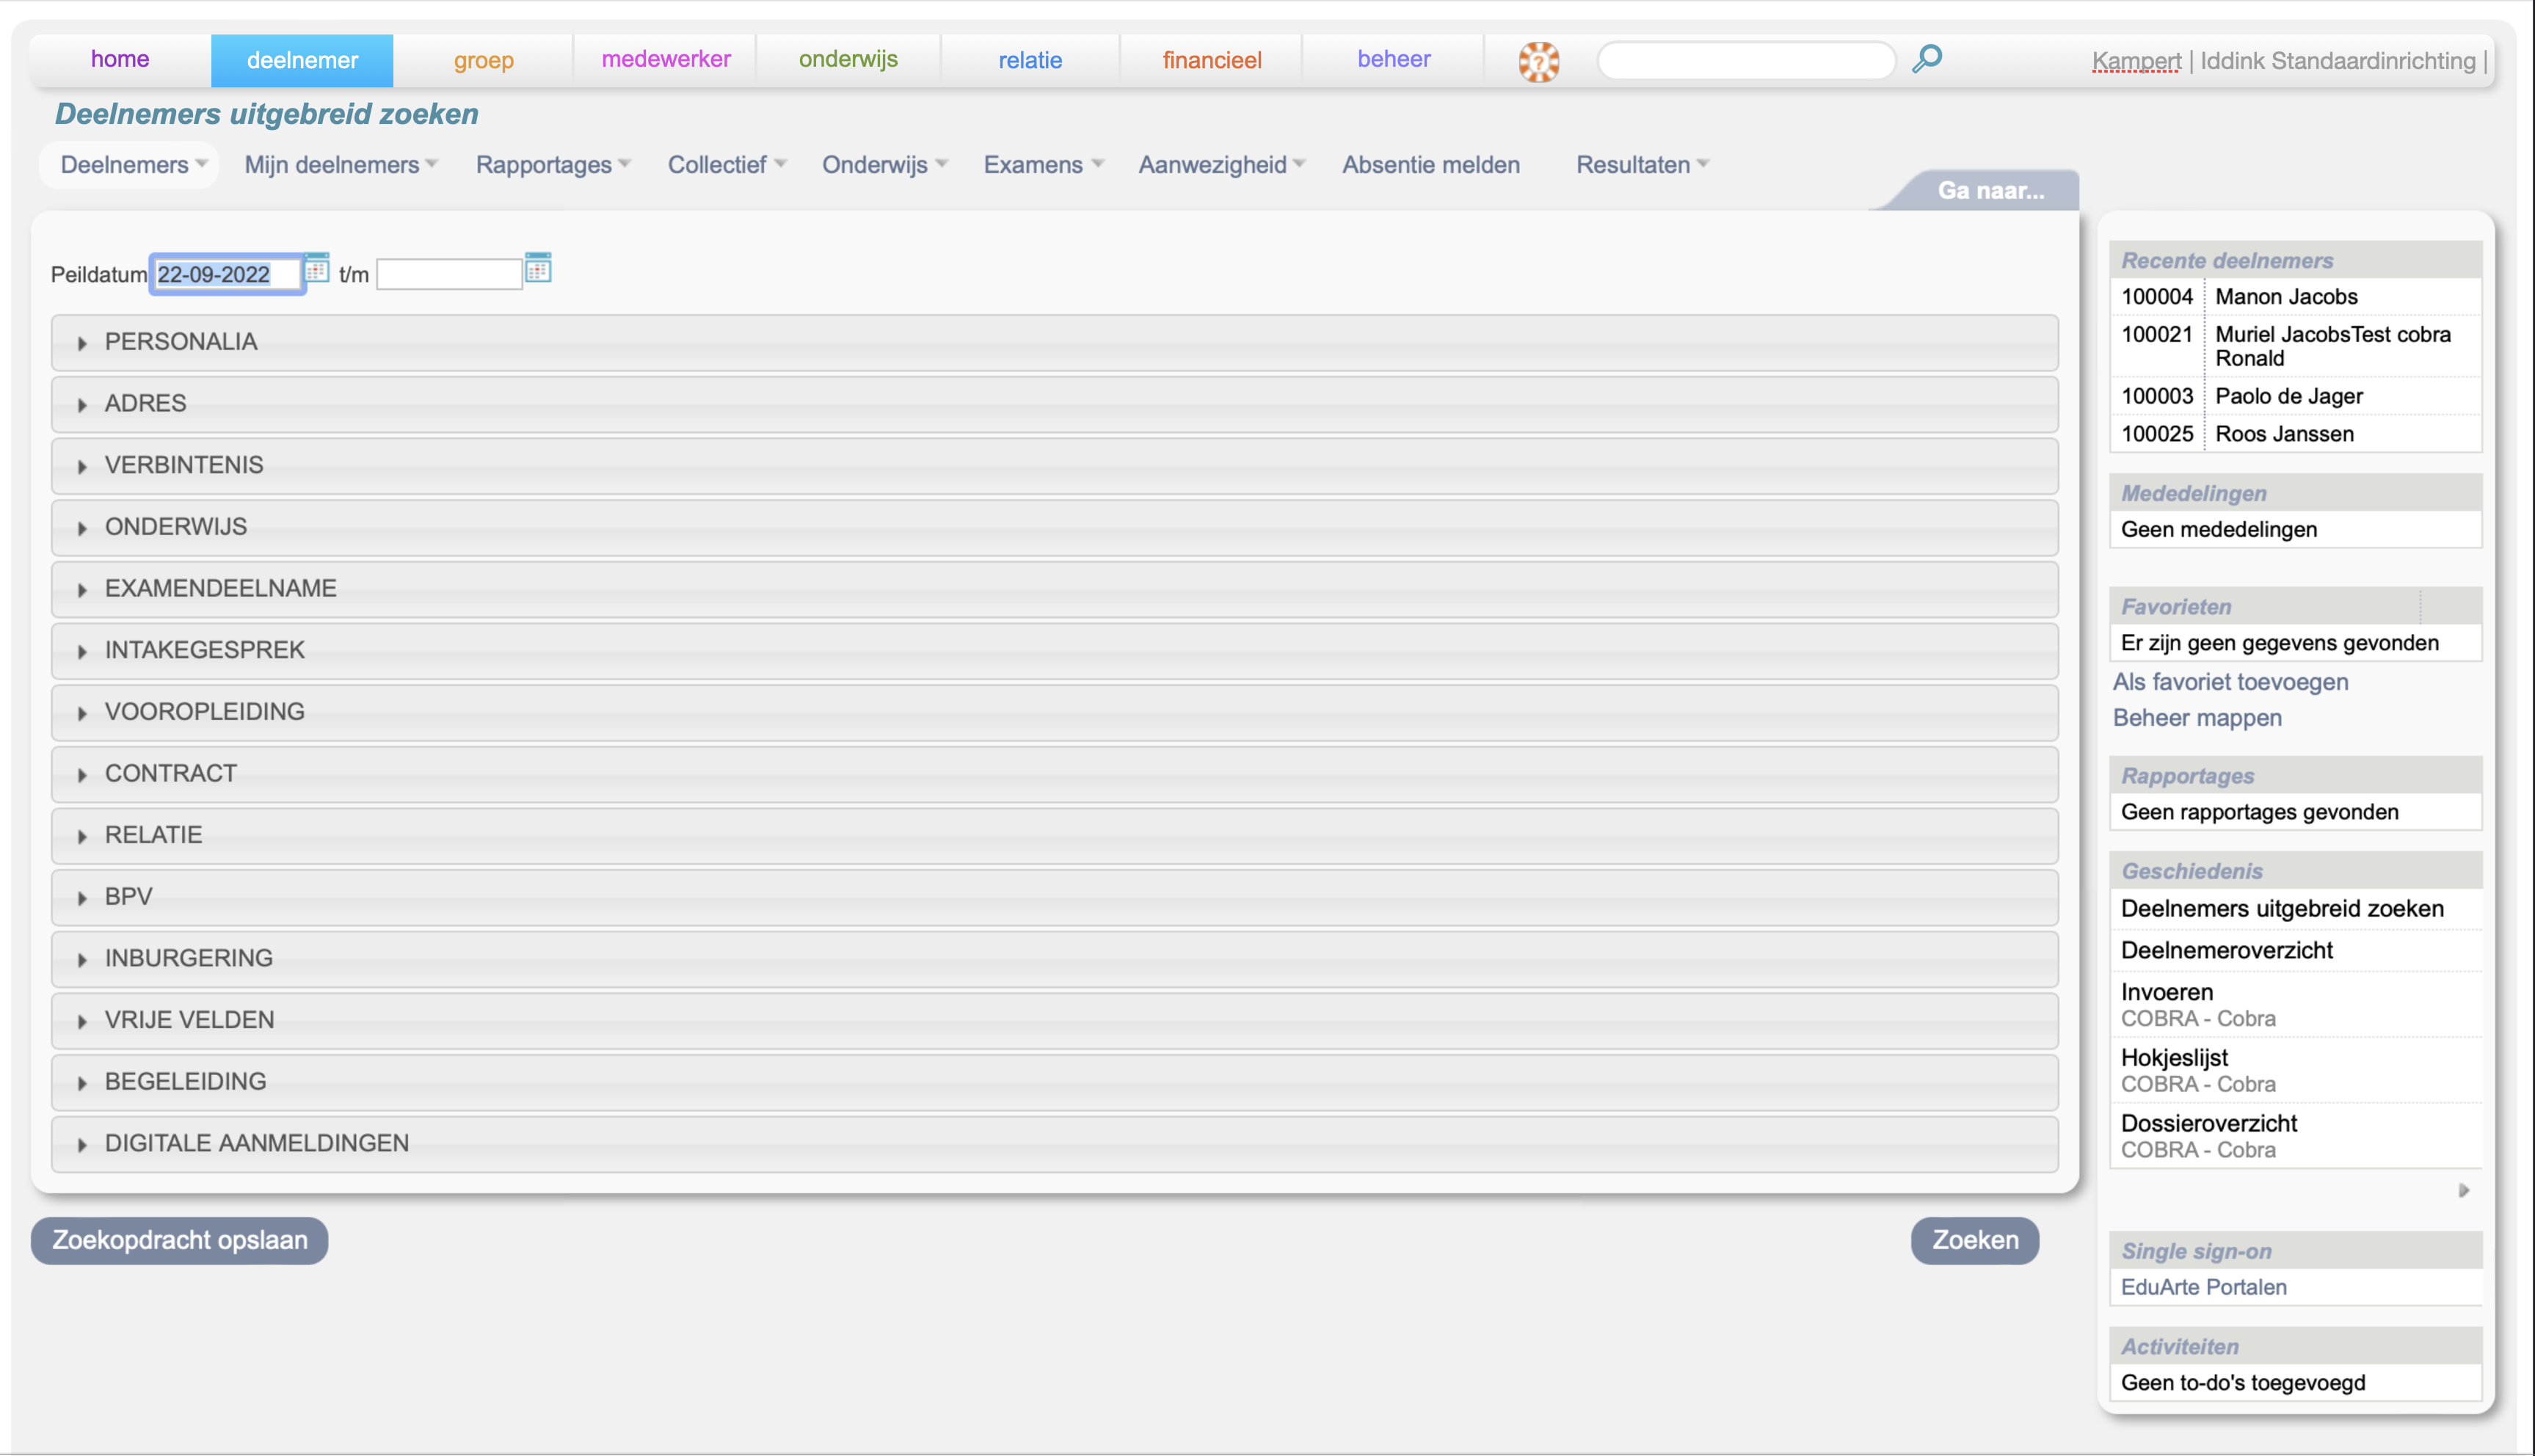 home
deelnemer
groep
medewerker
onderwijs
relatie
financieel
beheer
Kampert | Iddink Standaardinrichting |
Deelnemers uitgebreid zoeken
Deelnemers
Mijn deelnemers
Rapportages
Collectief
Onderwijs
Examens
Aanwezigheid
Absentie melden
Resultaten
Ga naar...
Peildatum 22-09-2022 t/m
PERSONALIA
ADRES
VERBINTENIS
ONDERWIJS
EXAMENDEELNAME
INTAKEGESPREK
VOOROPLEIDING
CONTRACT
RELATIE
BPV
INBURGERING
VRIJE VELDEN
BEGELEIDING
DIGITALE AANMELDINGEN
Zoekopdracht opslaan
Zoeken
Recente deelnemers
100004 Manon Jacobs
100021 Muriel JacobsTest cobra
Ronald
100003 Paolo de Jager
100025 Roos Janssen
Mededelingen
Geen mededelingen
Favorieten
Er zijn geen gegevens gevonden
Als favoriet toevoegen
Beheer mappen
Rapportages
Geen rapportages gevonden
Geschiedenis
Deelnemers uitgebreid zoeken
Deelnemeroverzicht
Invoeren
COBRA - Cobra
Hokjeslijst
COBRA - Cobra
Dossieroverzicht
COBRA - Cobra
Single sign-on
EduArte Portalen
Activiteiten
Geen to-do's toegevoegd